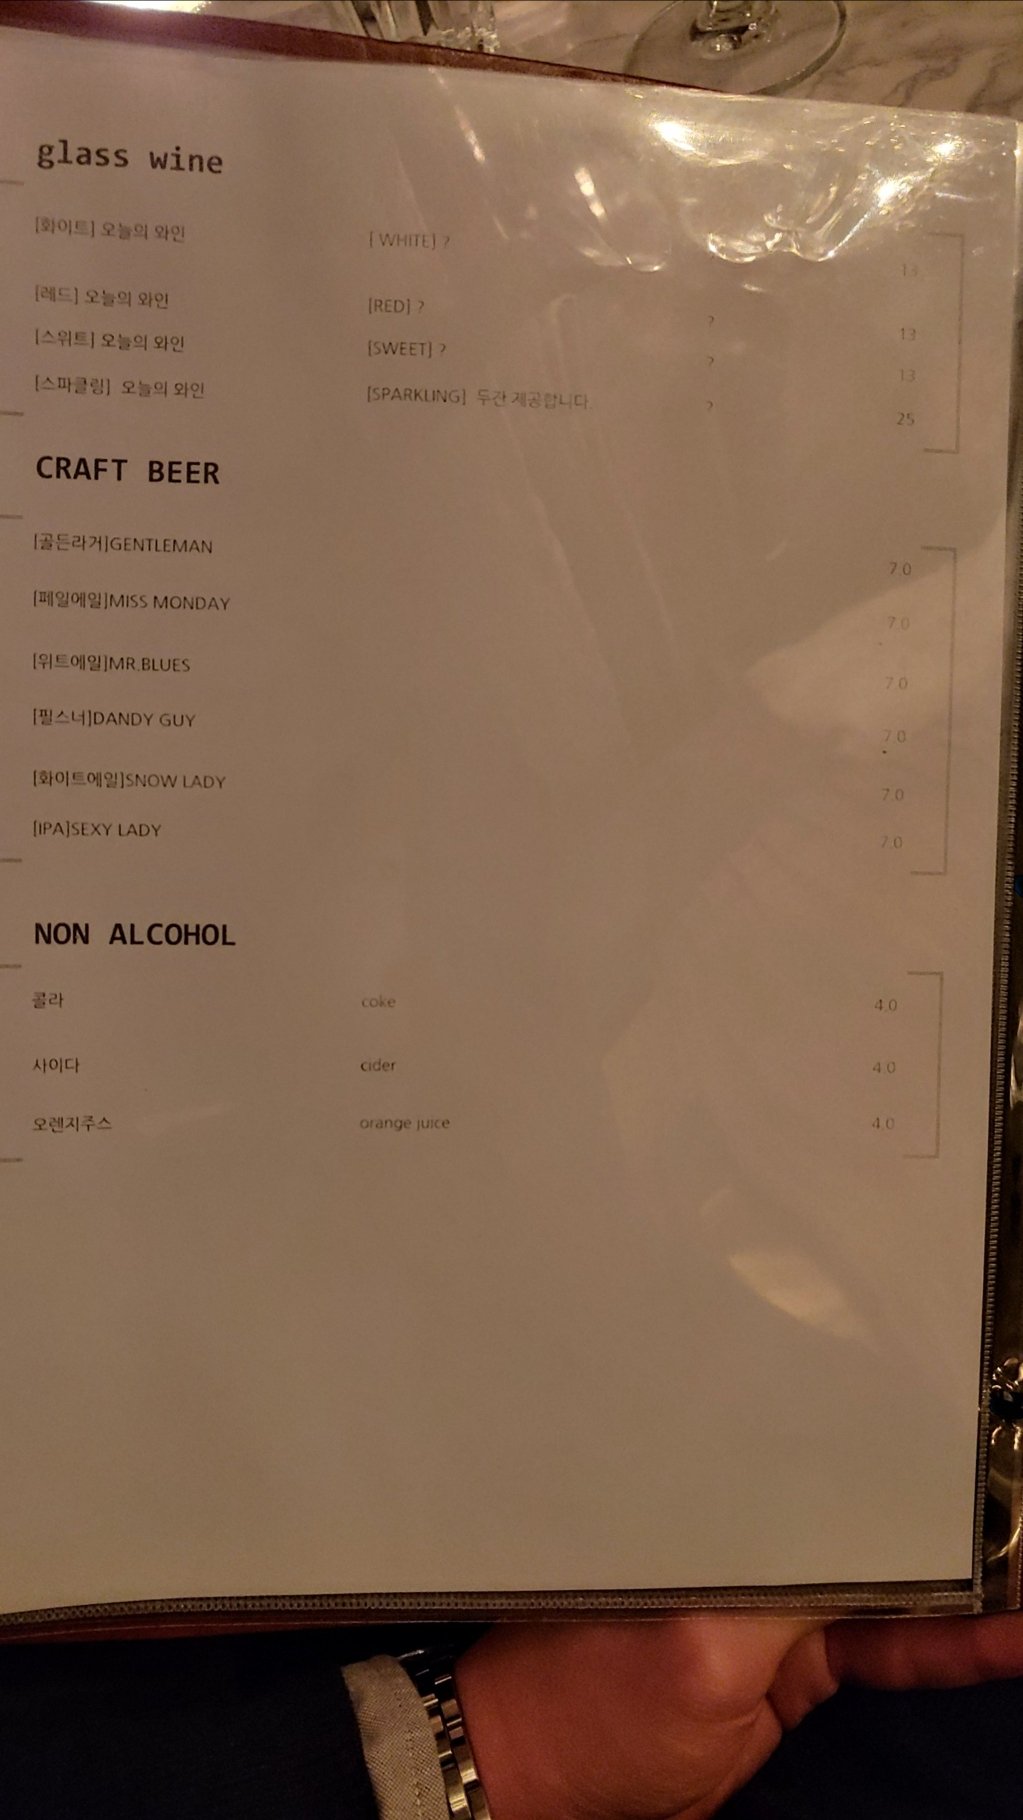 glass wine
[화이트] 오늘의 와인 [ WHITE] ? 13
[레드] 오늘의 와인 [RED] ? ? 13
[스위트] 오늘의 와인 [SWEET] ? ? 13
[스파클링] 오늘의 와인 [SPARKLING] 두잔 제공합니다. ? 25
CRAFT BEER
[골든라거]GENTLEMAN 7.0
[페일에일]MISS MONDAY 7.0
[위트에일]MR.BLUES 7.0
[필스너]DANDY GUY 7.0
[화이트에일]SNOW LADY 7.0
[IPA]SEXY LADY 7.0
NON ALCOHOL
콜라 coke 4.0
사이다 cider 4.0
오렌지주스 orange juice 4.0